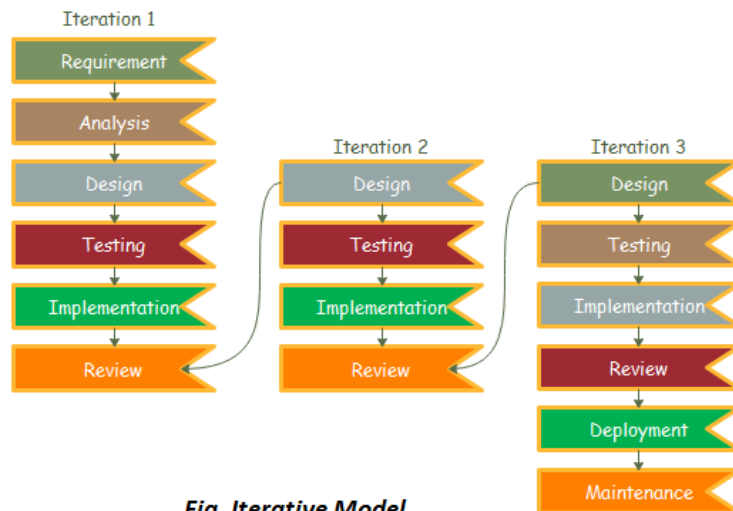 Iteration 1
Requirement
Analysis
Design
Testing
Implementation
Review
Iteration 2
Design
Testing
Implementation
Review
Iteration 3
Design
Testing
Implementation
Review
Deployment
Maintenance
Fig. Iterative Model